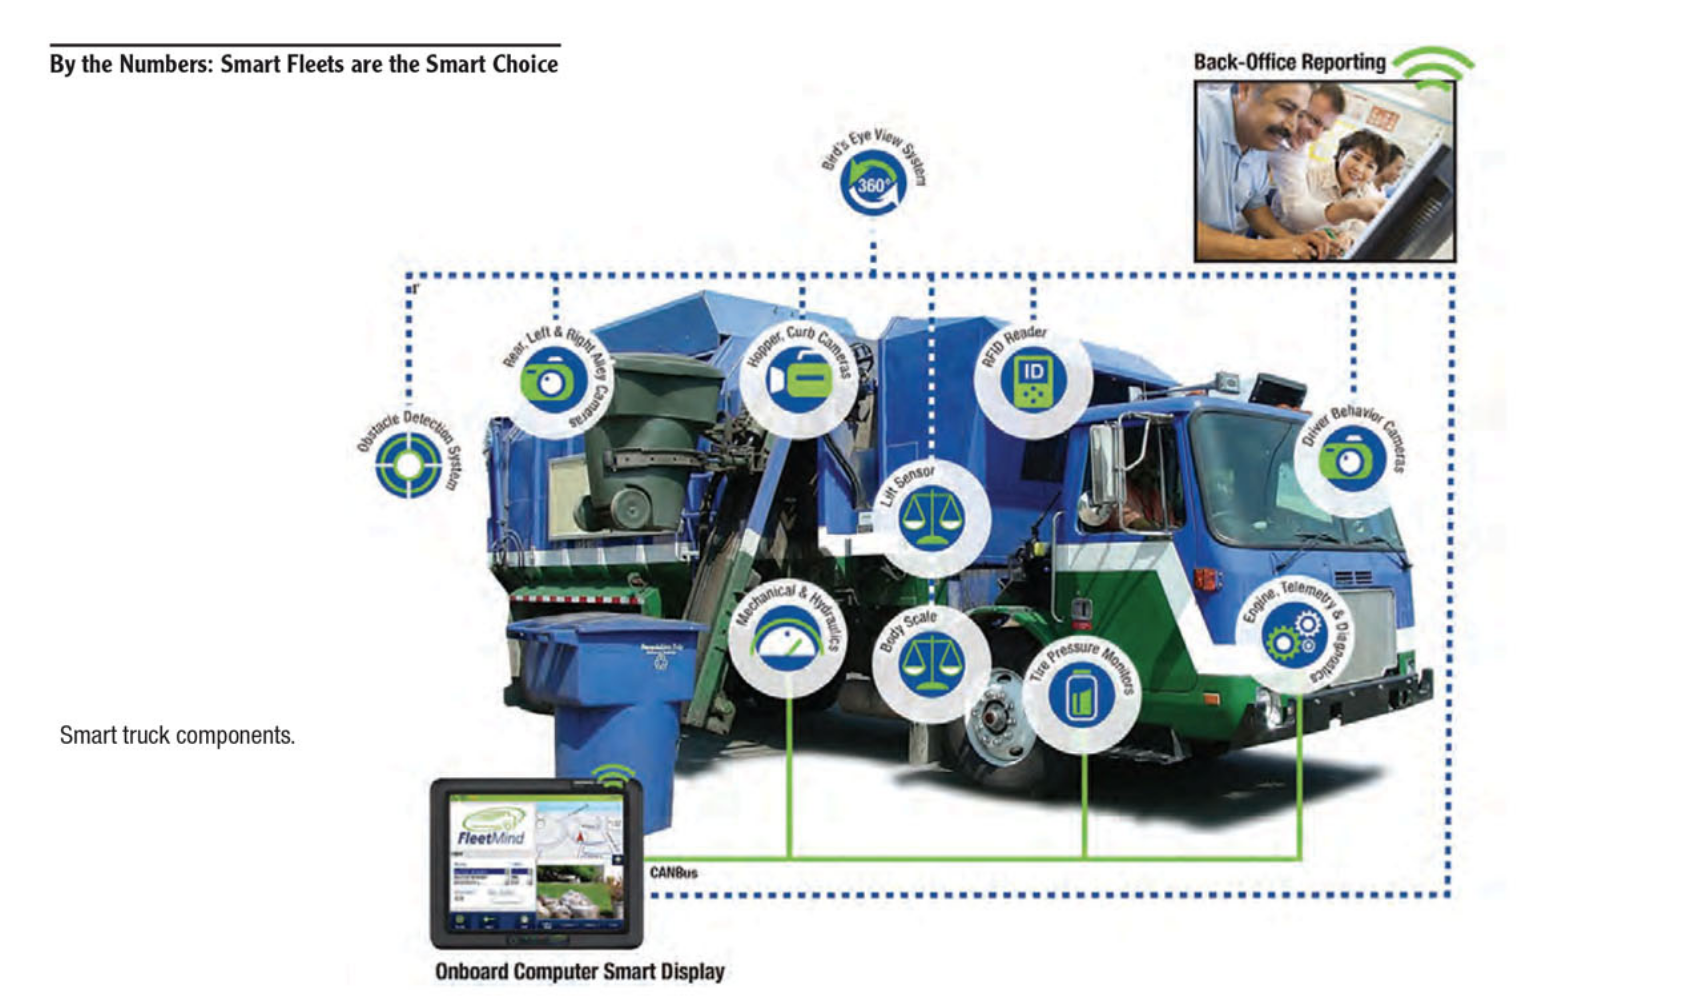 By the Numbers: Smart Fleets are the Smart Choice
Back-Office Reporting
Bird's Eye View System
360°
Rear, Left & Right Alley Cameras
Hopper, Curb Cameras
RFID Reader
ID
Driver Behavior Cameras
Obstacle Detection System
Lift Sensor
Mechanical & Hydraulics
Body Scale
Tire Pressure Monitors
Engine, Telemetry & Diagnostics
Smart truck components.
FleetMind
CANBus
Onboard Computer Smart Display